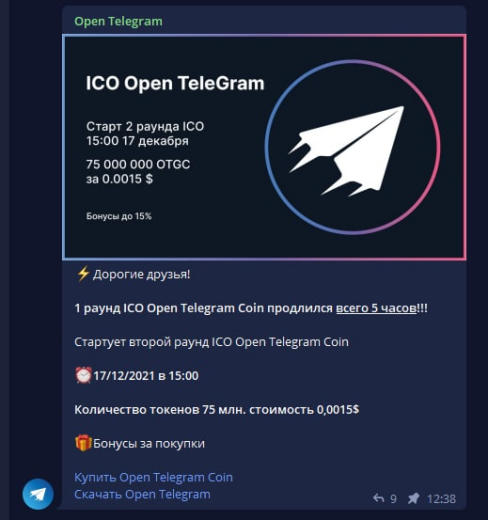 Open Telegram
ICO Open TeleGram
Старт 2 раунда ICO
15:00 17 декабря
75 000 000 OTGC
за 0.0015 $
Бонусы до 15%
⚡Дорогие друзья!
1 раунд ICO Open Telegram Coin продлился всего 5 часов!!!
Стартует второй раунд ICO Open Telegram Coin
⏰17/12/2021 в 15:00
Количество токенов 75 млн. стоимость 0,0015$
🎁Бонусы за покупки
Купить Open Telegram Coin
Скачать Open Telegram
9 12:38